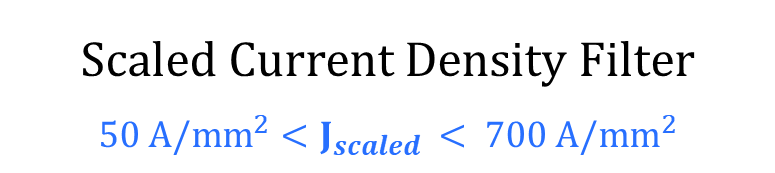 Scaled Current Density Filter
50 A/mm² < J_scaled < 700 A/mm²